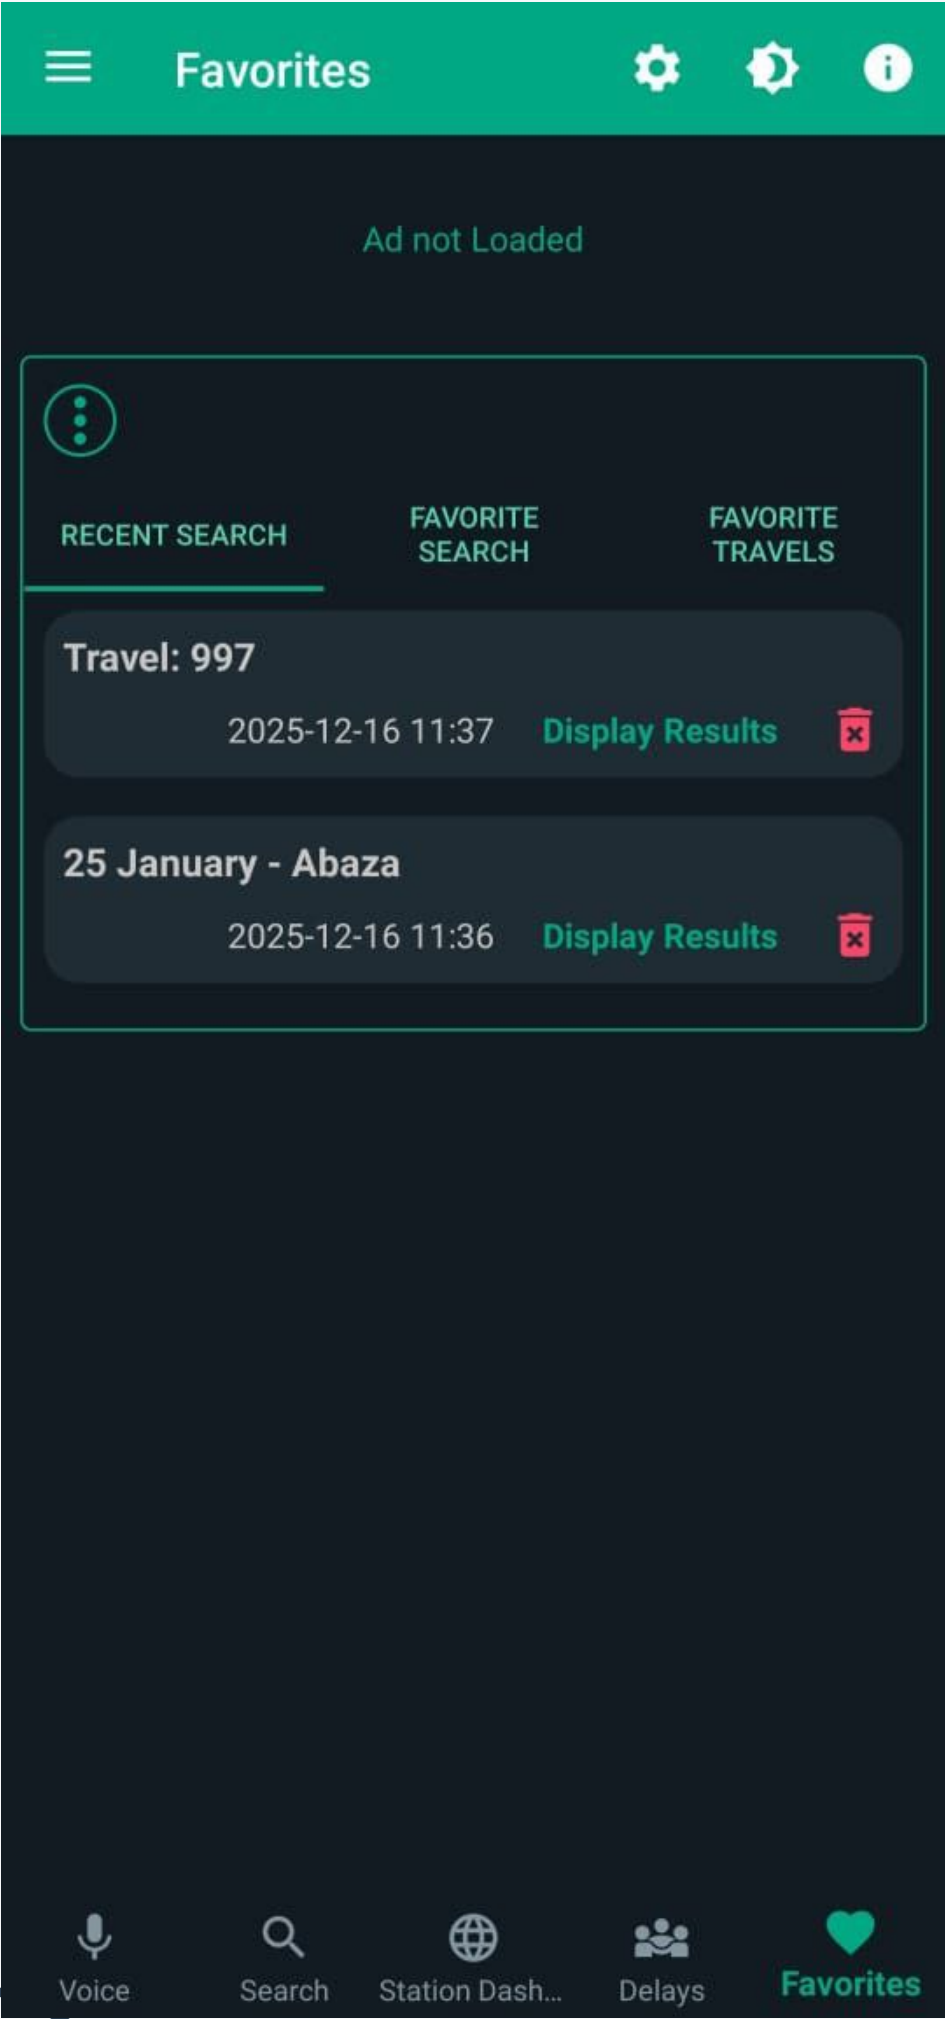 Favorites
Ad not Loaded
RECENT SEARCH
FAVORITE
SEARCH
FAVORITE
TRAVELS
Travel: 997
2025-12-16 11:37 Display Results
25 January - Abaza
2025-12-16 11:36 Display Results
Voice
Search
Station Dash...
Delays
Favorites